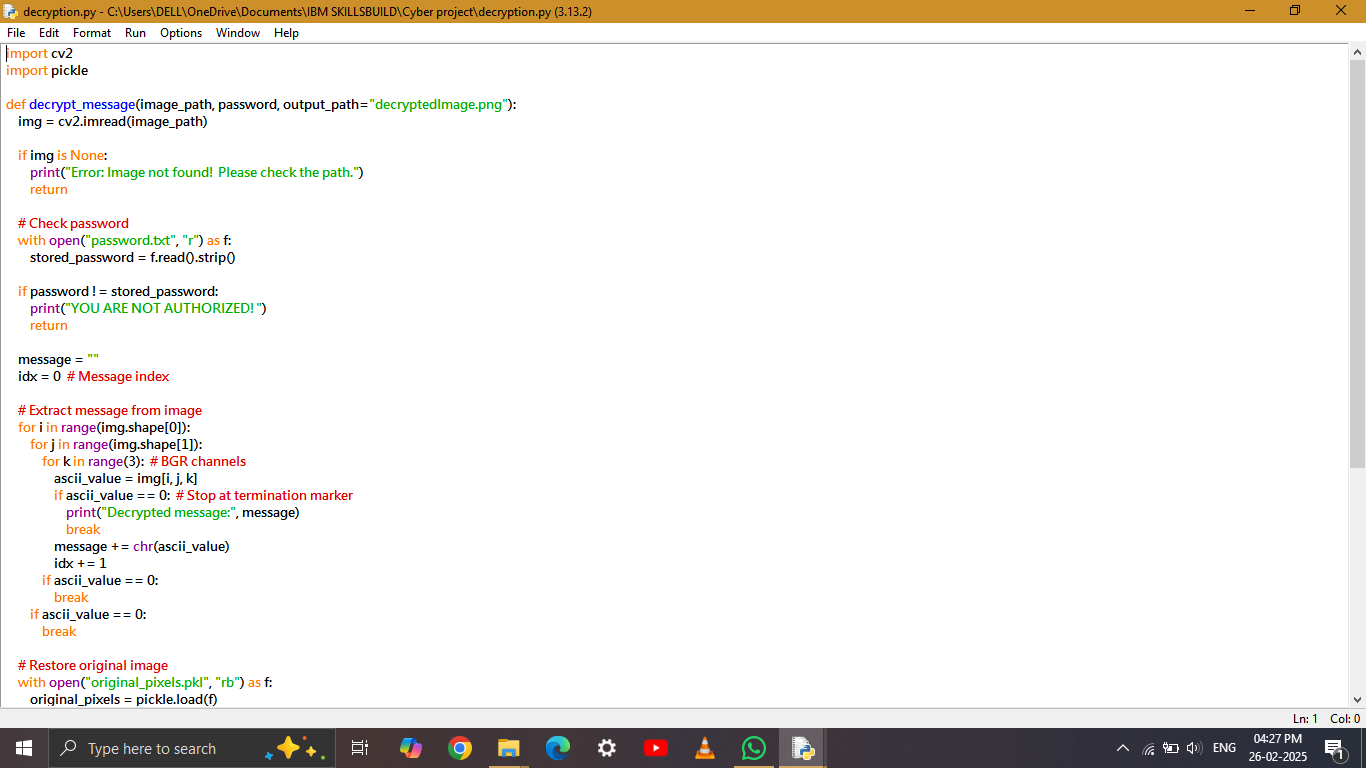 decryption.py - C:\Users\DELL\OneDrive\Documents\IBM SKILLSBUILD\Cyber project\decryption.py (3.13.2)
File Edit Format Run Options Window Help
import cv2
import pickle
def decrypt_message(image_path, password, output_path="decryptedImage.png"):
img = cv2.imread(image_path)
if img is None:
print("Error: Image not found! Please check the path.")
return
# Check password
with open("password.txt", "r") as f:
stored_password = f.read().strip()
if password != stored_password:
print("YOU ARE NOT AUTHORIZED!")
return
message = ""
idx = 0 # Message index
# Extract message from image
for i in range(img.shape[0]):
for j in range(img.shape[1]):
for k in range(3): # BGR channels
ascii_value = img[i, j, k]
if ascii_value == 0: # Stop at termination marker
print("Decrypted message:", message)
break
message += chr(ascii_value)
idx += 1
if ascii_value == 0:
break
if ascii_value == 0:
break
# Restore original image
with open("original_pixels.pkl", "rb") as f:
original_pixels = pickle.load(f)
Ln: 1 Col: 0
Type here to search
ENG
04:27 PM
26-02-2025
1